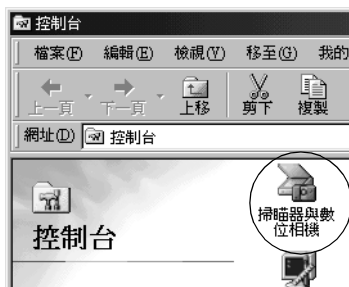 控制台
檔案(F) 編輯(E) 檢視(V) 移至(G) 我的
上一頁 下一頁 上移 剪下 複製
網址(D) 控制台
控制台
掃瞄器與數
位相機